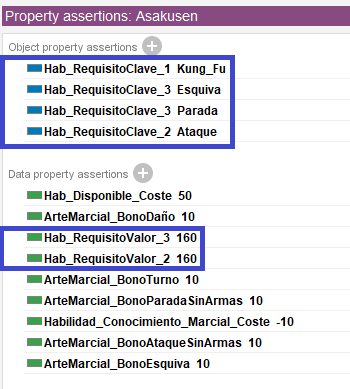 Property assertions: Asakusen
Object property assertions
Hab_RequisitoClave_1 Kung_Fu
Hab_RequisitoClave_3 Esquiva
Hab_RequisitoClave_3 Parada
Hab_RequisitoClave_2 Ataque
Data property assertions
Hab_Disponible_Coste 50
ArteMarcial_BonoDaño 10
Hab_RequisitoValor_3 160
Hab_RequisitoValor_2 160
ArteMarcial_BonoTurno 10
ArteMarcial_BonoParadaSinArmas 10
Habilidad_Conocimiento_Marcial_Coste -10
ArteMarcial_BonoAtaqueSinArmas 10
ArteMarcial_BonoEsquiva 10